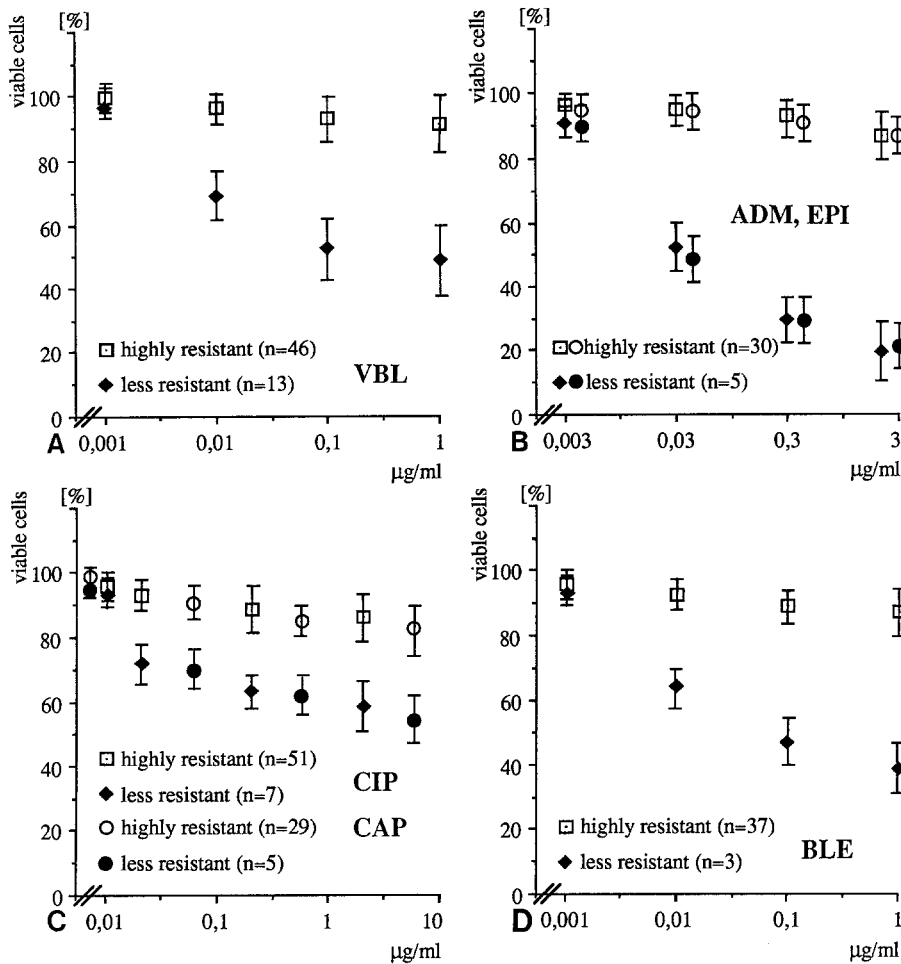 [%]
viable cells
100
80
60
40
20
0
highly resistant (n=46)
less resistant (n=13)
VBL
A
0,001 0,01 0,1 1
µg/ml
[%]
viable cells
100
80
60
40
20
0
ADM, EPI
highly resistant (n=30)
less resistant (n=5)
B
0,003 0,03 0,3 3
µg/ml
[%]
viable cells
100
80
60
40
20
0
highly resistant (n=51)
less resistant (n=7)
CIP
highly resistant (n=29)
less resistant (n=5)
CAP
C
0,01 0,1 1 10
µg/ml
[%]
viable cells
100
80
60
40
20
0
highly resistant (n=37)
less resistant (n=3)
BLE
D
0,001 0,01 0,1 1
µg/ml